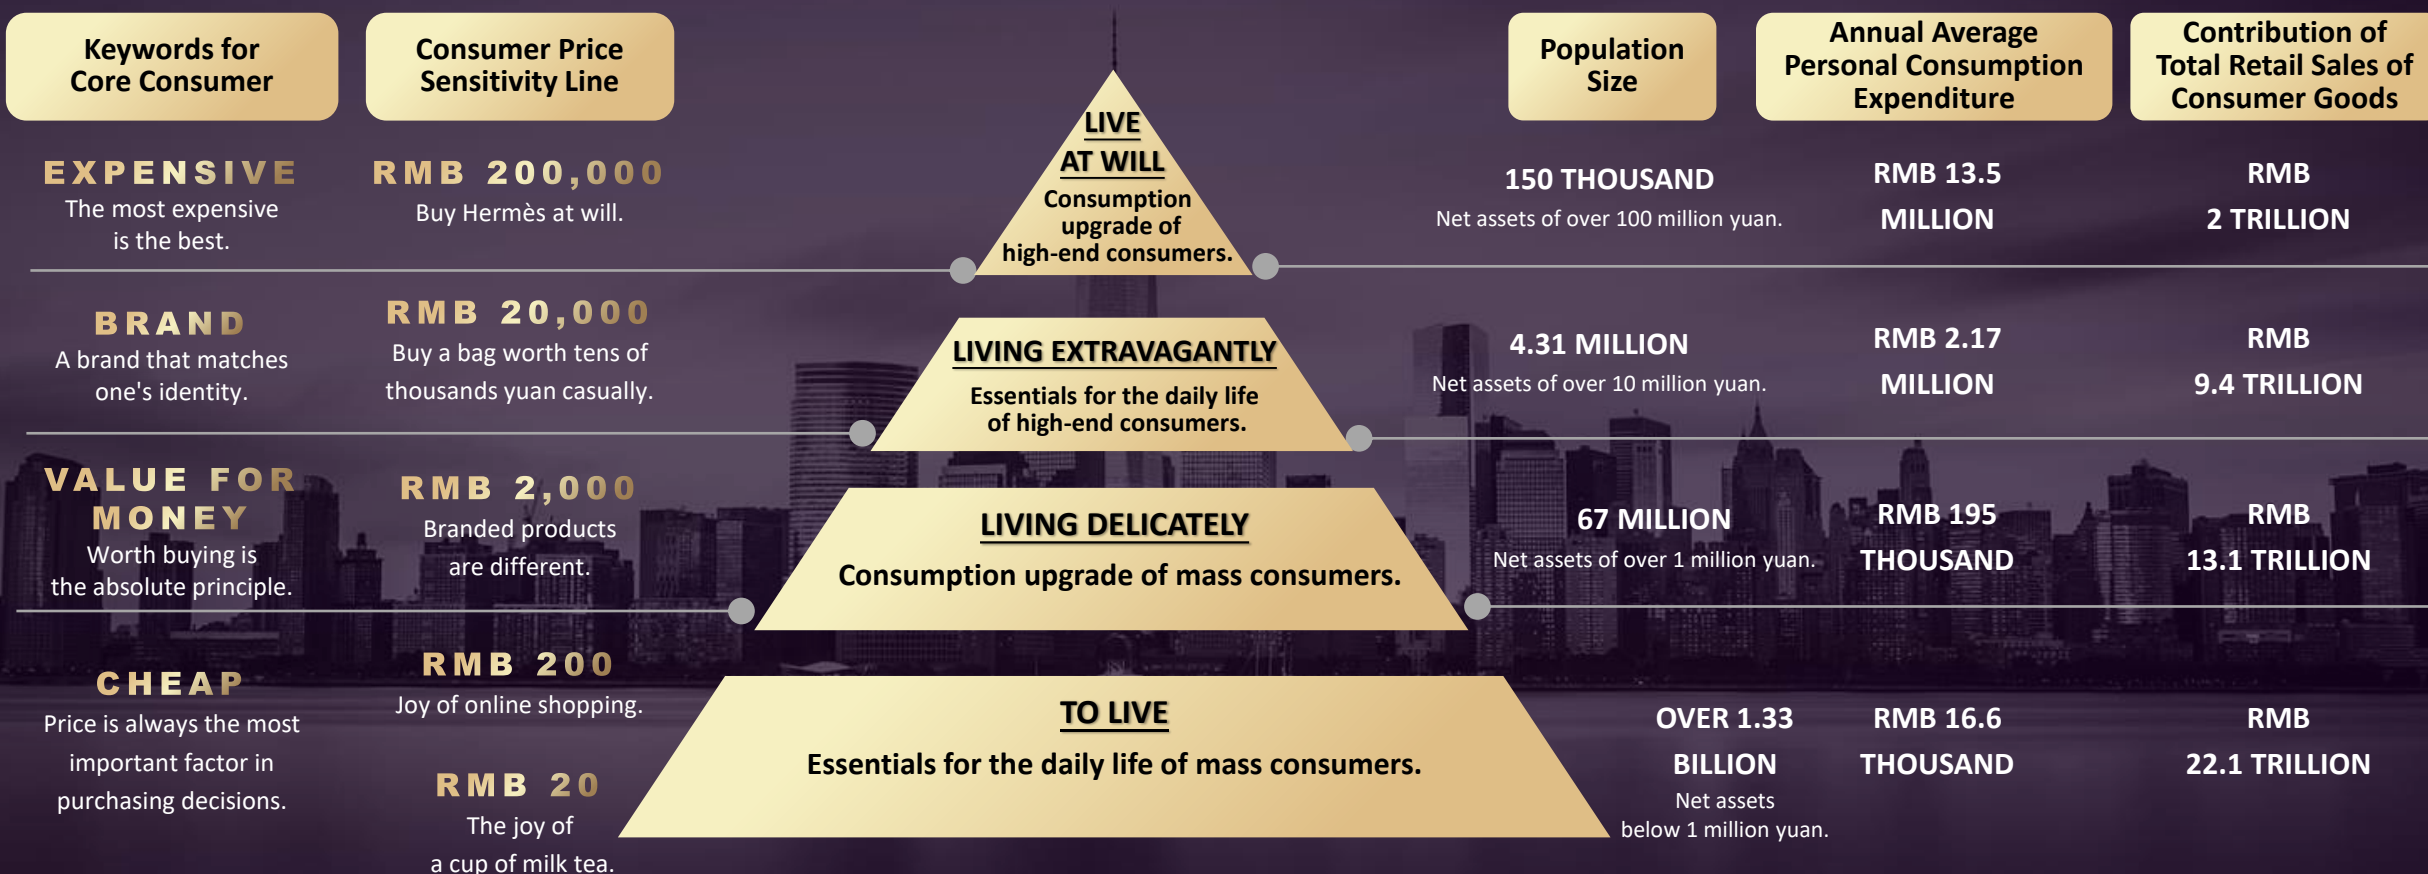 Keywords for
Core Consumer
Consumer Price
Sensitivity Line
Population
Size
Annual Average
Personal Consumption
Expenditure
Contribution of
Total Retail Sales of
Consumer Goods
EXPENSIVE
The most expensive
is the best.
RMB 200,000
Buy Hermès at will.
LIVE
AT WILL
Consumption
upgrade of
high-end consumers.
150 THOUSAND
Net assets of over 100 million yuan.
RMB 13.5
MILLION
RMB
2 TRILLION
BRAND
A brand that matches
one's identity.
RMB 20,000
Buy a bag worth tens of
thousands yuan casually.
LIVING EXTRAVAGANTLY
Essentials for the daily life
of high-end consumers.
4.31 MILLION
Net assets of over 10 million yuan.
RMB 2.17
MILLION
RMB
9.4 TRILLION
VALUE FOR
MONEY
Worth buying is
the absolute principle.
RMB 2,000
Branded products
are different.
LIVING DELICATELY
Consumption upgrade of mass consumers.
67 MILLION
Net assets of over 1 million yuan.
RMB 195
THOUSAND
RMB
13.1 TRILLION
CHEAP
Price is always the most
important factor in
purchasing decisions.
RMB 200
Joy of online shopping.
RMB 20
The joy of
a cup of milk tea.
TO LIVE
Essentials for the daily life of mass consumers.
OVER 1.33
BILLION
Net assets
below 1 million yuan.
RMB 16.6
THOUSAND
RMB
22.1 TRILLION